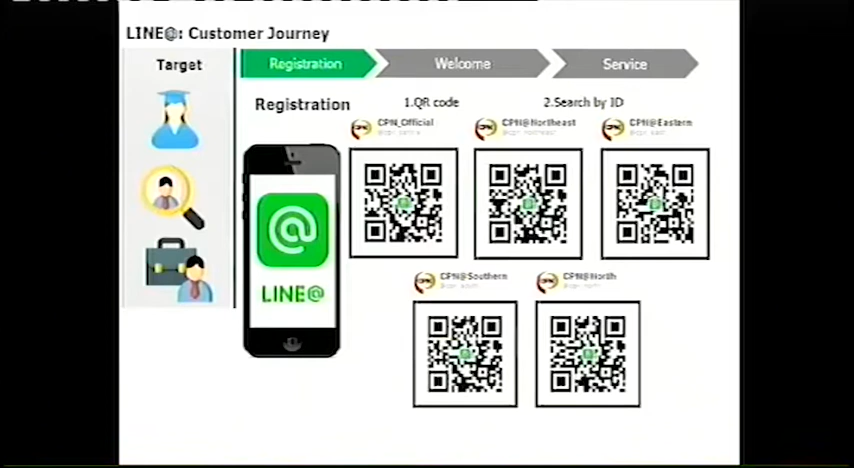 LINE@: Customer Journey
Target
Registration
Welcome
Service
Registration
1.QR code
2.Search by ID
CPN_Official
CPN@Northeast
CPN@Eastern
LINE@
CPN@Southern
CPN@North